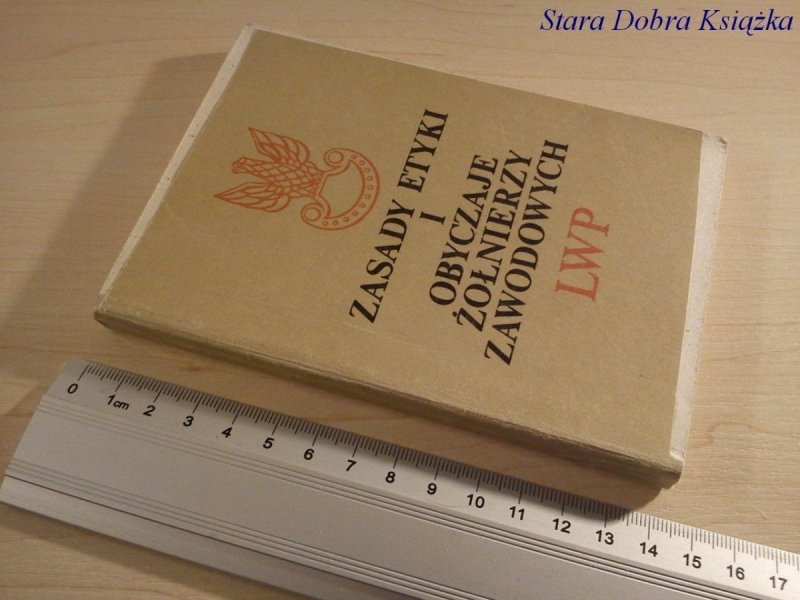 Stara Dobra Książka
ZASADY ETYKI
I
OBYCZAJE
ŻOŁNIERZY
ZAWODOWYCH
LWP
0 1cm 2 3 4 5 6 7 8 9 10 11 12 13 14 15 16 17